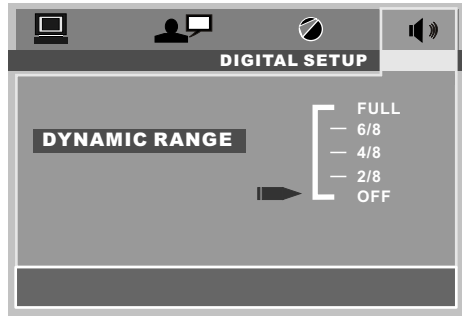 DIGITAL SETUP
DYNAMIC RANGE
FULL
6/8
4/8
2/8
OFF